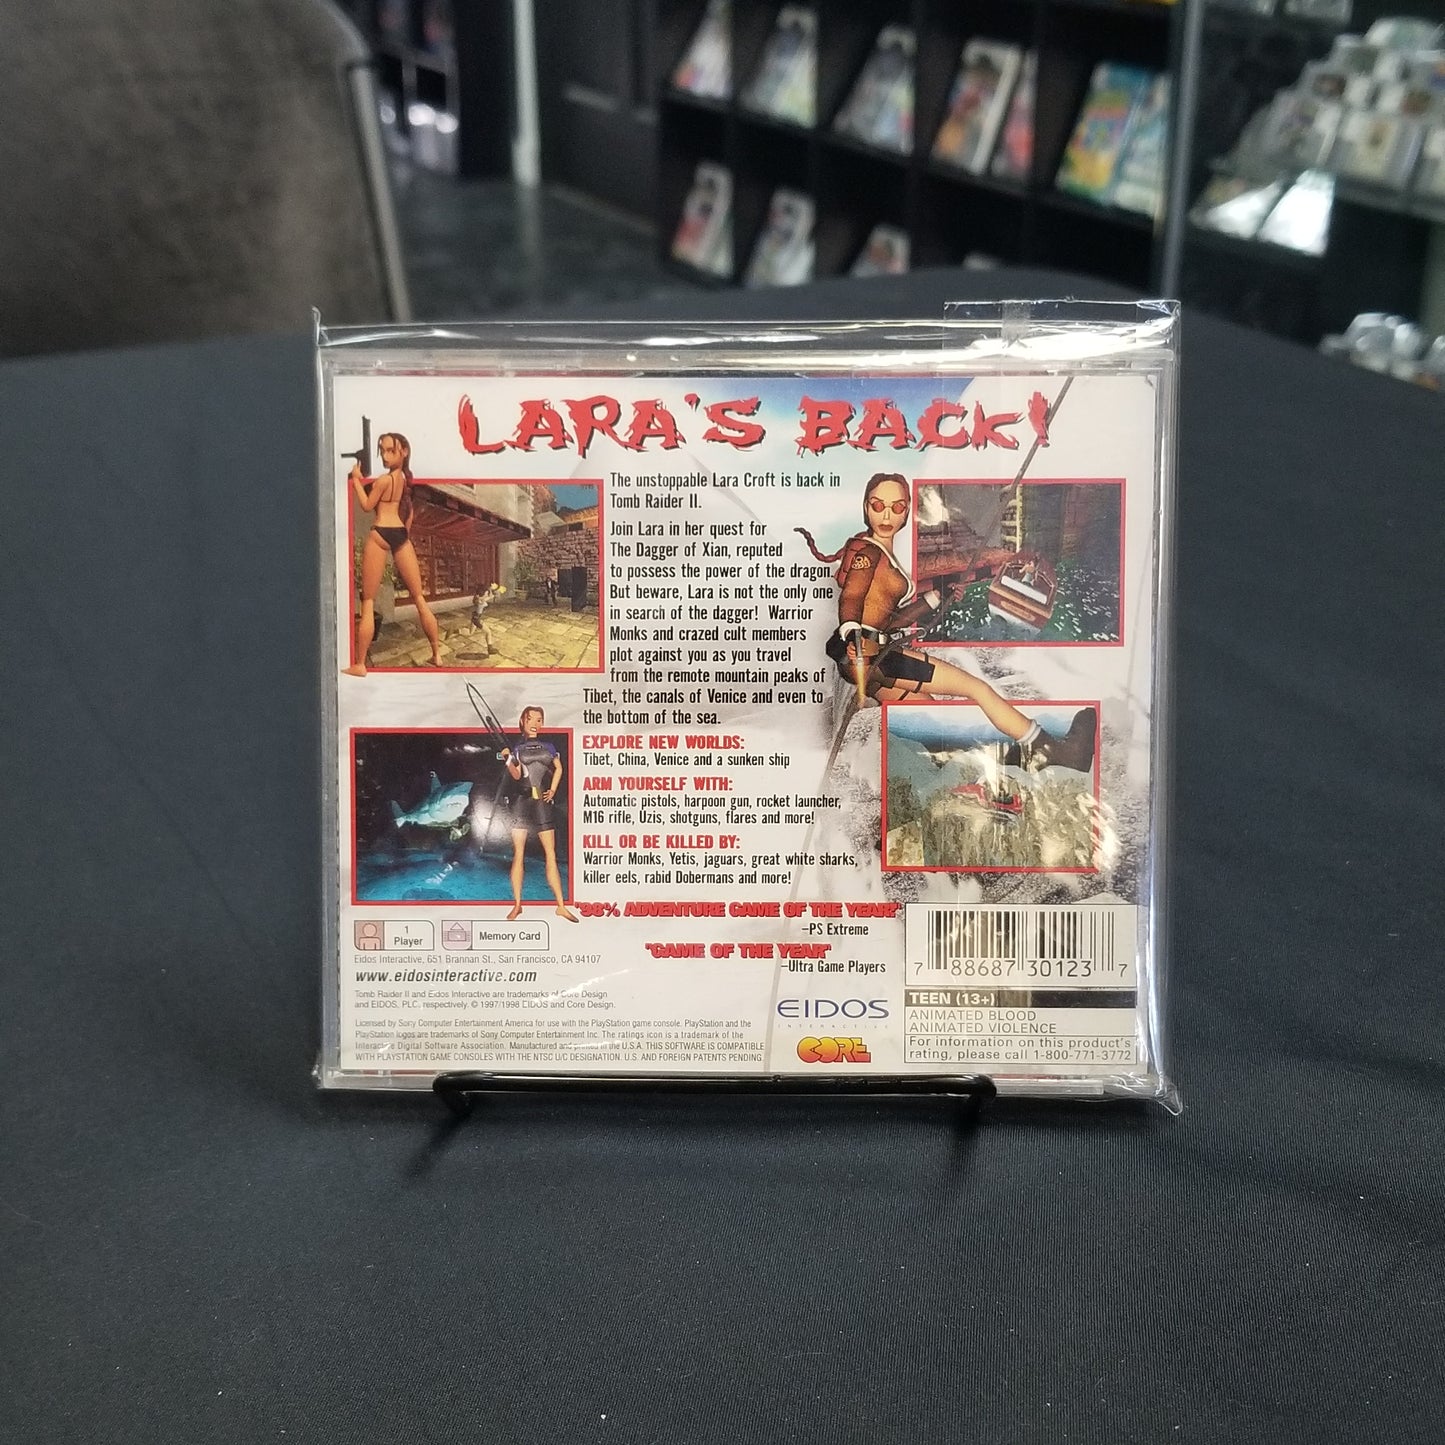 LARA'S BACK!
The unstoppable Lara Croft is back in
Tomb Raider II.
Join Lara in her quest for
The Dagger of Xian, reputed
to possess the power of the dragon.
But beware, Lara is not the only one
in search of the dagger! Warrior
Monks and crazed cult members
plot against you as you travel
from the remote mountain peaks of
Tibet, the canals of Venice and even to
the bottom of the sea.
EXPLORE NEW WORLDS:
Tibet, China, Venice and a sunken ship
ARM YOURSELF WITH:
Automatic pistols, harpoon gun, rocket launcher,
M16 rifle, Uzis, shotguns, flares and more!
KILL OR BE KILLED BY:
Warrior Monks, Yetis, jaguars, great white sharks,
killer eels, rabid Dobermans and more!
"98% ADVENTURE GAME OF THE YEAR!"
–PS Extreme
"GAME OF THE YEAR"
–Ultra Game Players
1
Player
Memory Card
Eidos Interactive, 651 Brannan St., San Francisco, CA 94107
www.eidosinteractive.com
Tomb Raider II and Eidos Interactive are trademarks of Core Design
and EIDOS, PLC. respectively. © 1997/1998 EIDOS and Core Design.
Licensed by Sony Computer Entertainment America for use with the PlayStation game console. PlayStation and the
PlayStation logos are trademarks of Sony Computer Entertainment Inc. The ratings icon is a trademark of the
Interactive Digital Software Association. Manufactured and printed in the U.S.A. THIS SOFTWARE IS COMPATIBLE
WITH PLAYSTATION GAME CONSOLES WITH THE NTSC U/C DESIGNATION. U.S. AND FOREIGN PATENTS PENDING.
EIDOS
INTERACTIVE
CORE
7 88687 30123 7
TEEN (13+)
ANIMATED BLOOD
ANIMATED VIOLENCE
For information on this product's
rating, please call 1-800-771-3772